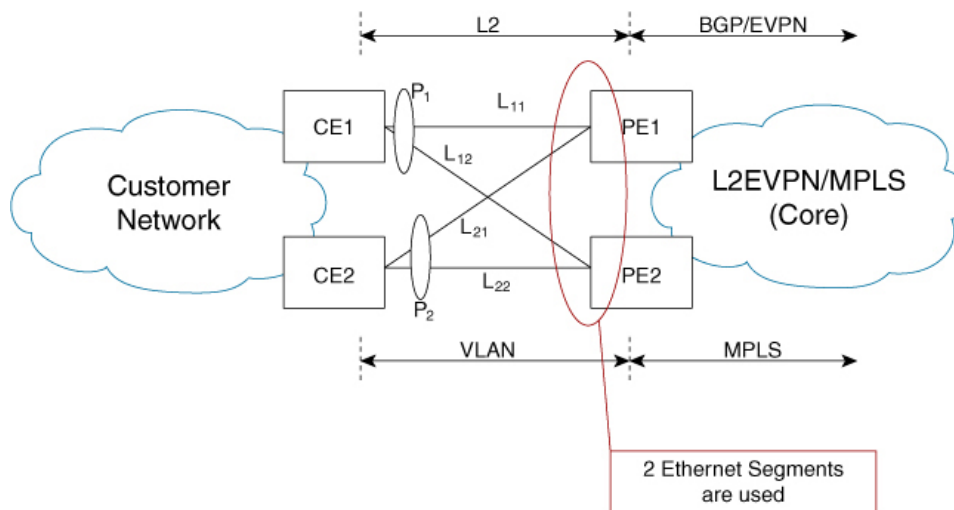 L2
BGP/EVPN
P1
L11
CE1
PE1
L12
Customer
Network
L2EVPN/MPLS
(Core)
L21
CE2
PE2
L22
P2
VLAN
MPLS
2 Ethernet Segments
are used